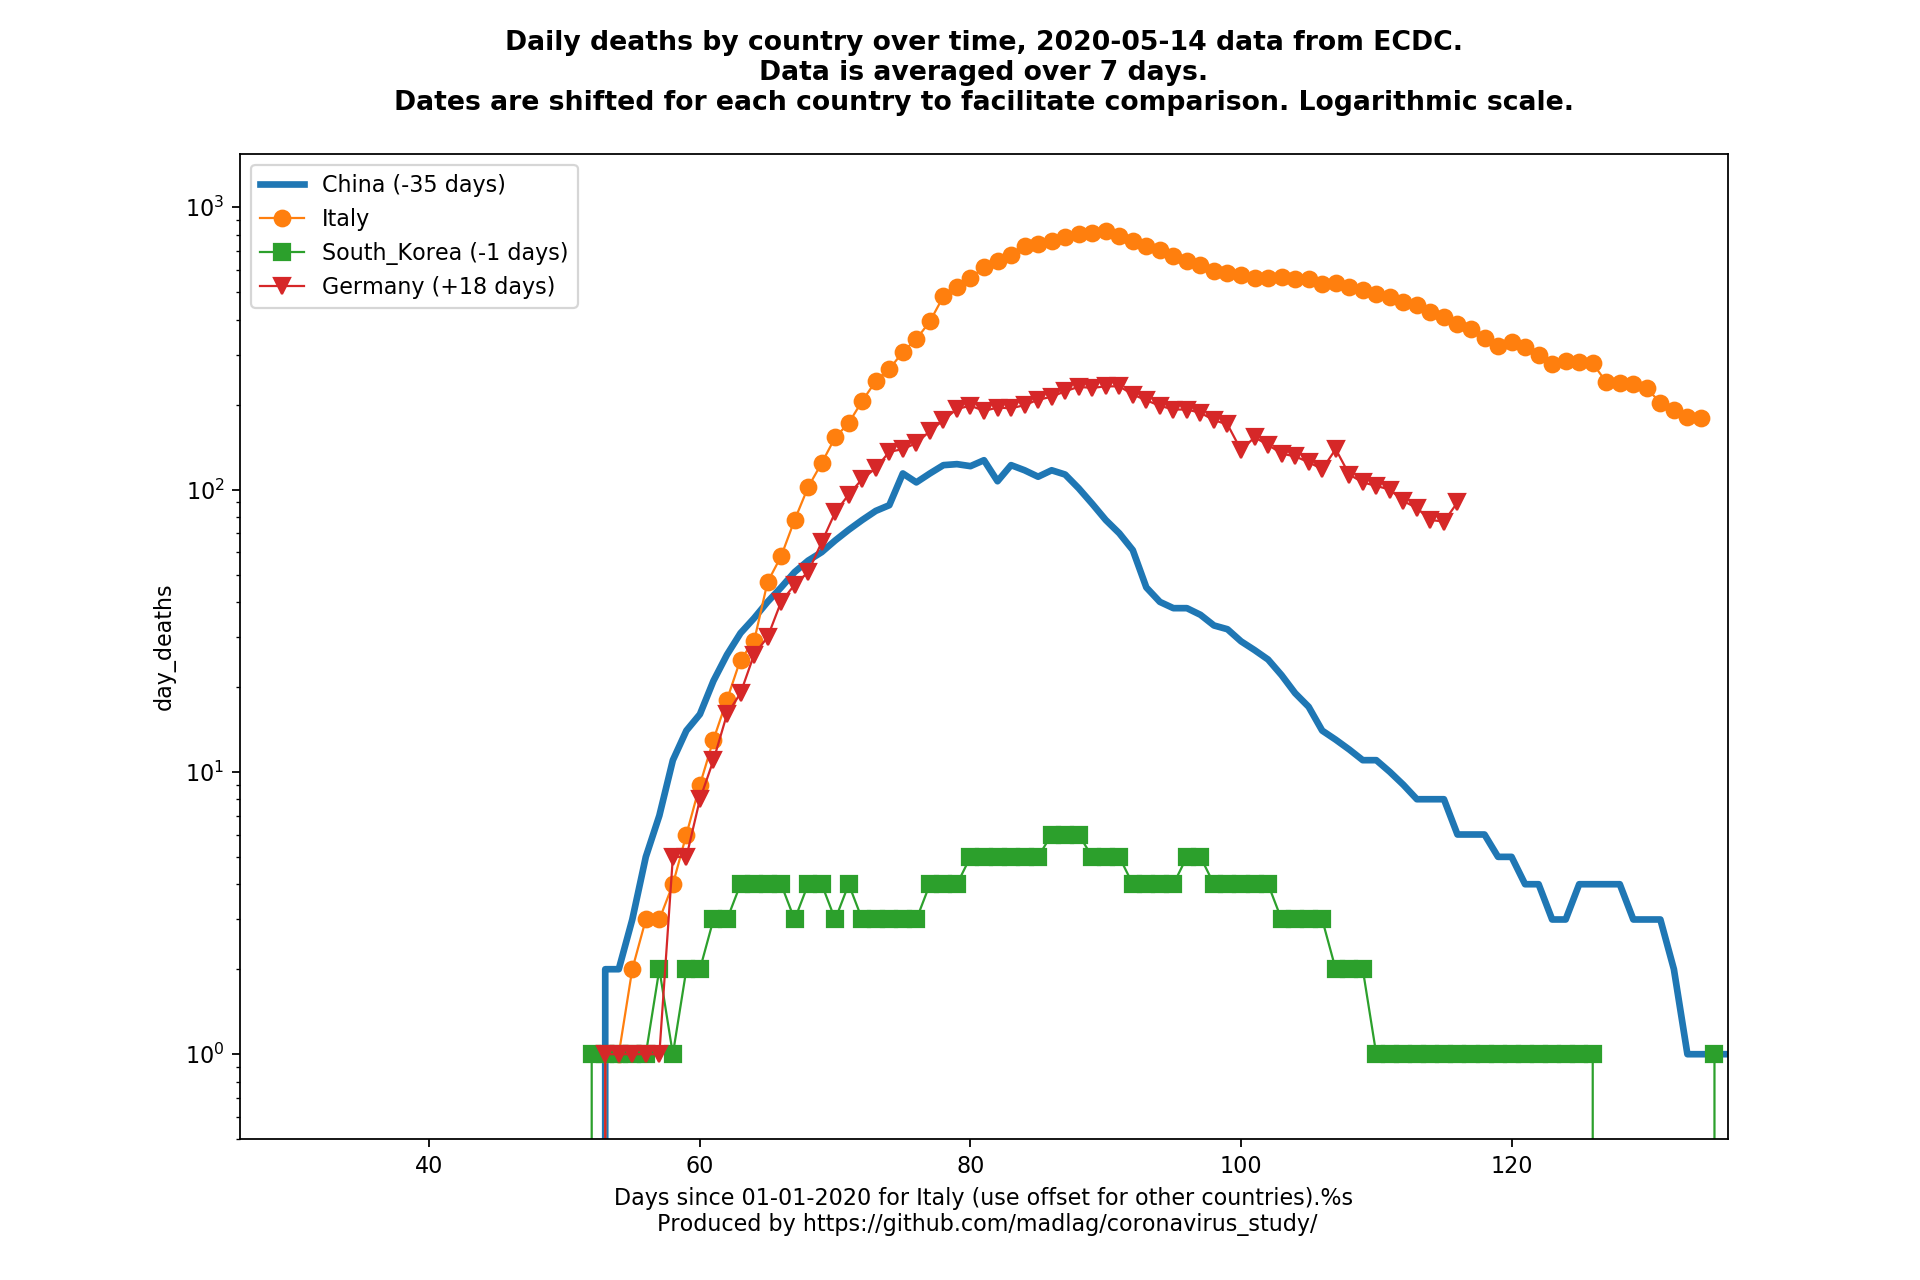 Daily deaths by country over time, 2020-05-14 data from ECDC.
Data is averaged over 7 days.
Dates are shifted for each country to facilitate comparison. Logarithmic scale.
China (-35 days)
Italy
South_Korea (-1 days)
Germany (+18 days)
10³
10²
10¹
10⁰
day_deaths
40 60 80 100 120
Days since 01-01-2020 for Italy (use offset for other countries).%s
Produced by https://github.com/madlag/coronavirus_study/